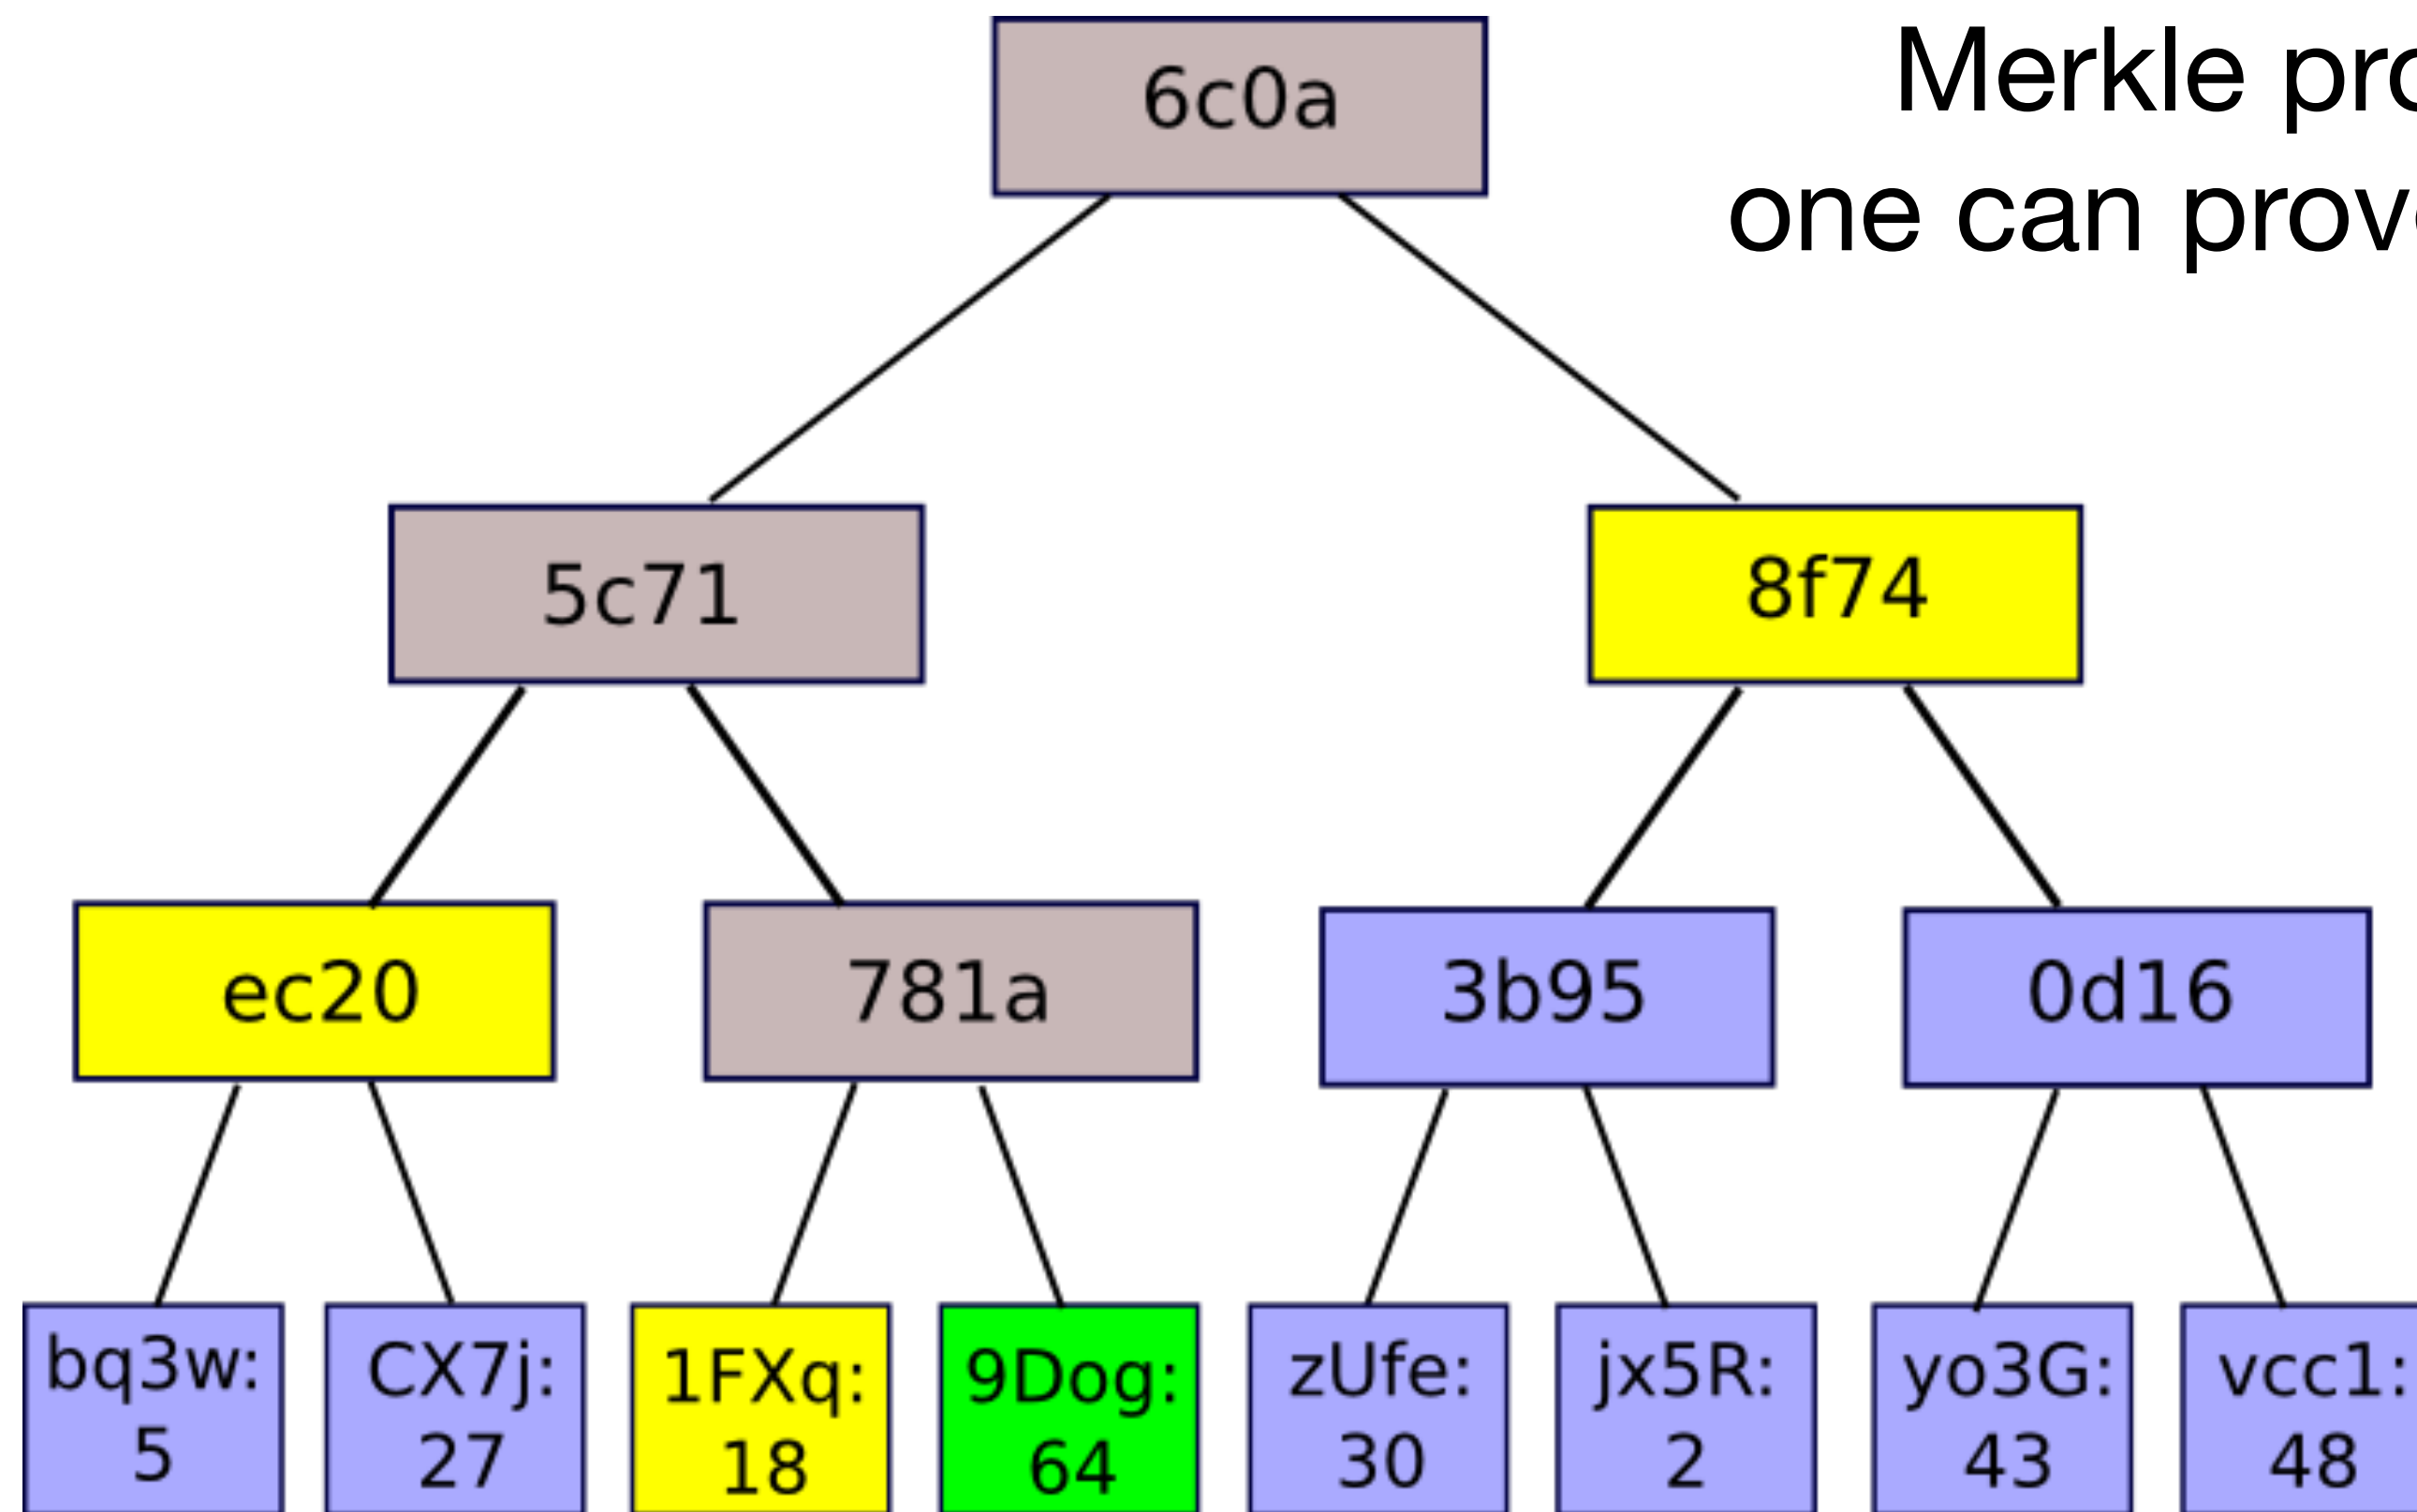 6c0a
Merkle pro
one can prove
5c71
8f74
ec20
781a
3b95
0d16
bq3w:
5
CX7j:
27
1FXq:
18
9Dog:
64
zUfe:
30
jx5R:
2
yo3G:
43
vcc1:
48